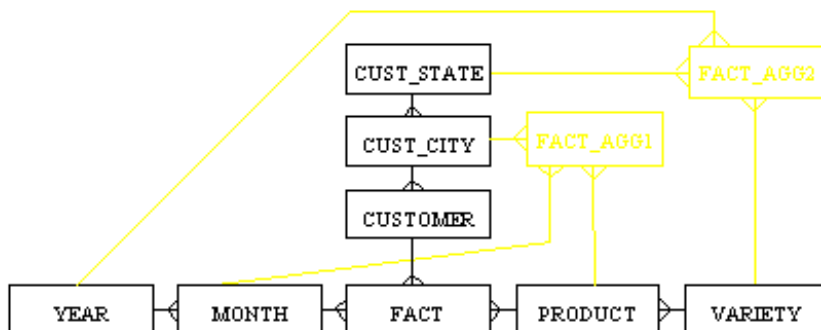 CUST_STATE
FACT_AGG2
CUST_CITY
FACT_AGG1
CUSTOMER
YEAR
MONTH
FACT
PRODUCT
VARIETY